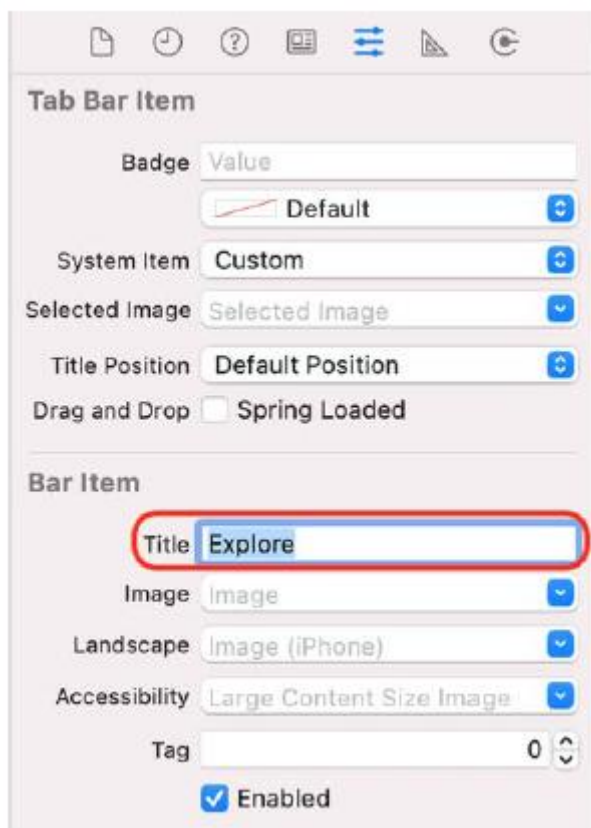 Tab Bar Item
Badge Value
Default
System Item Custom
Selected Image Selected Image
Title Position Default Position
Drag and Drop Spring Loaded
Bar Item
Title Explore
Image Image
Landscape Image (iPhone)
Accessibility Large Content Size Image
Tag 0
Enabled